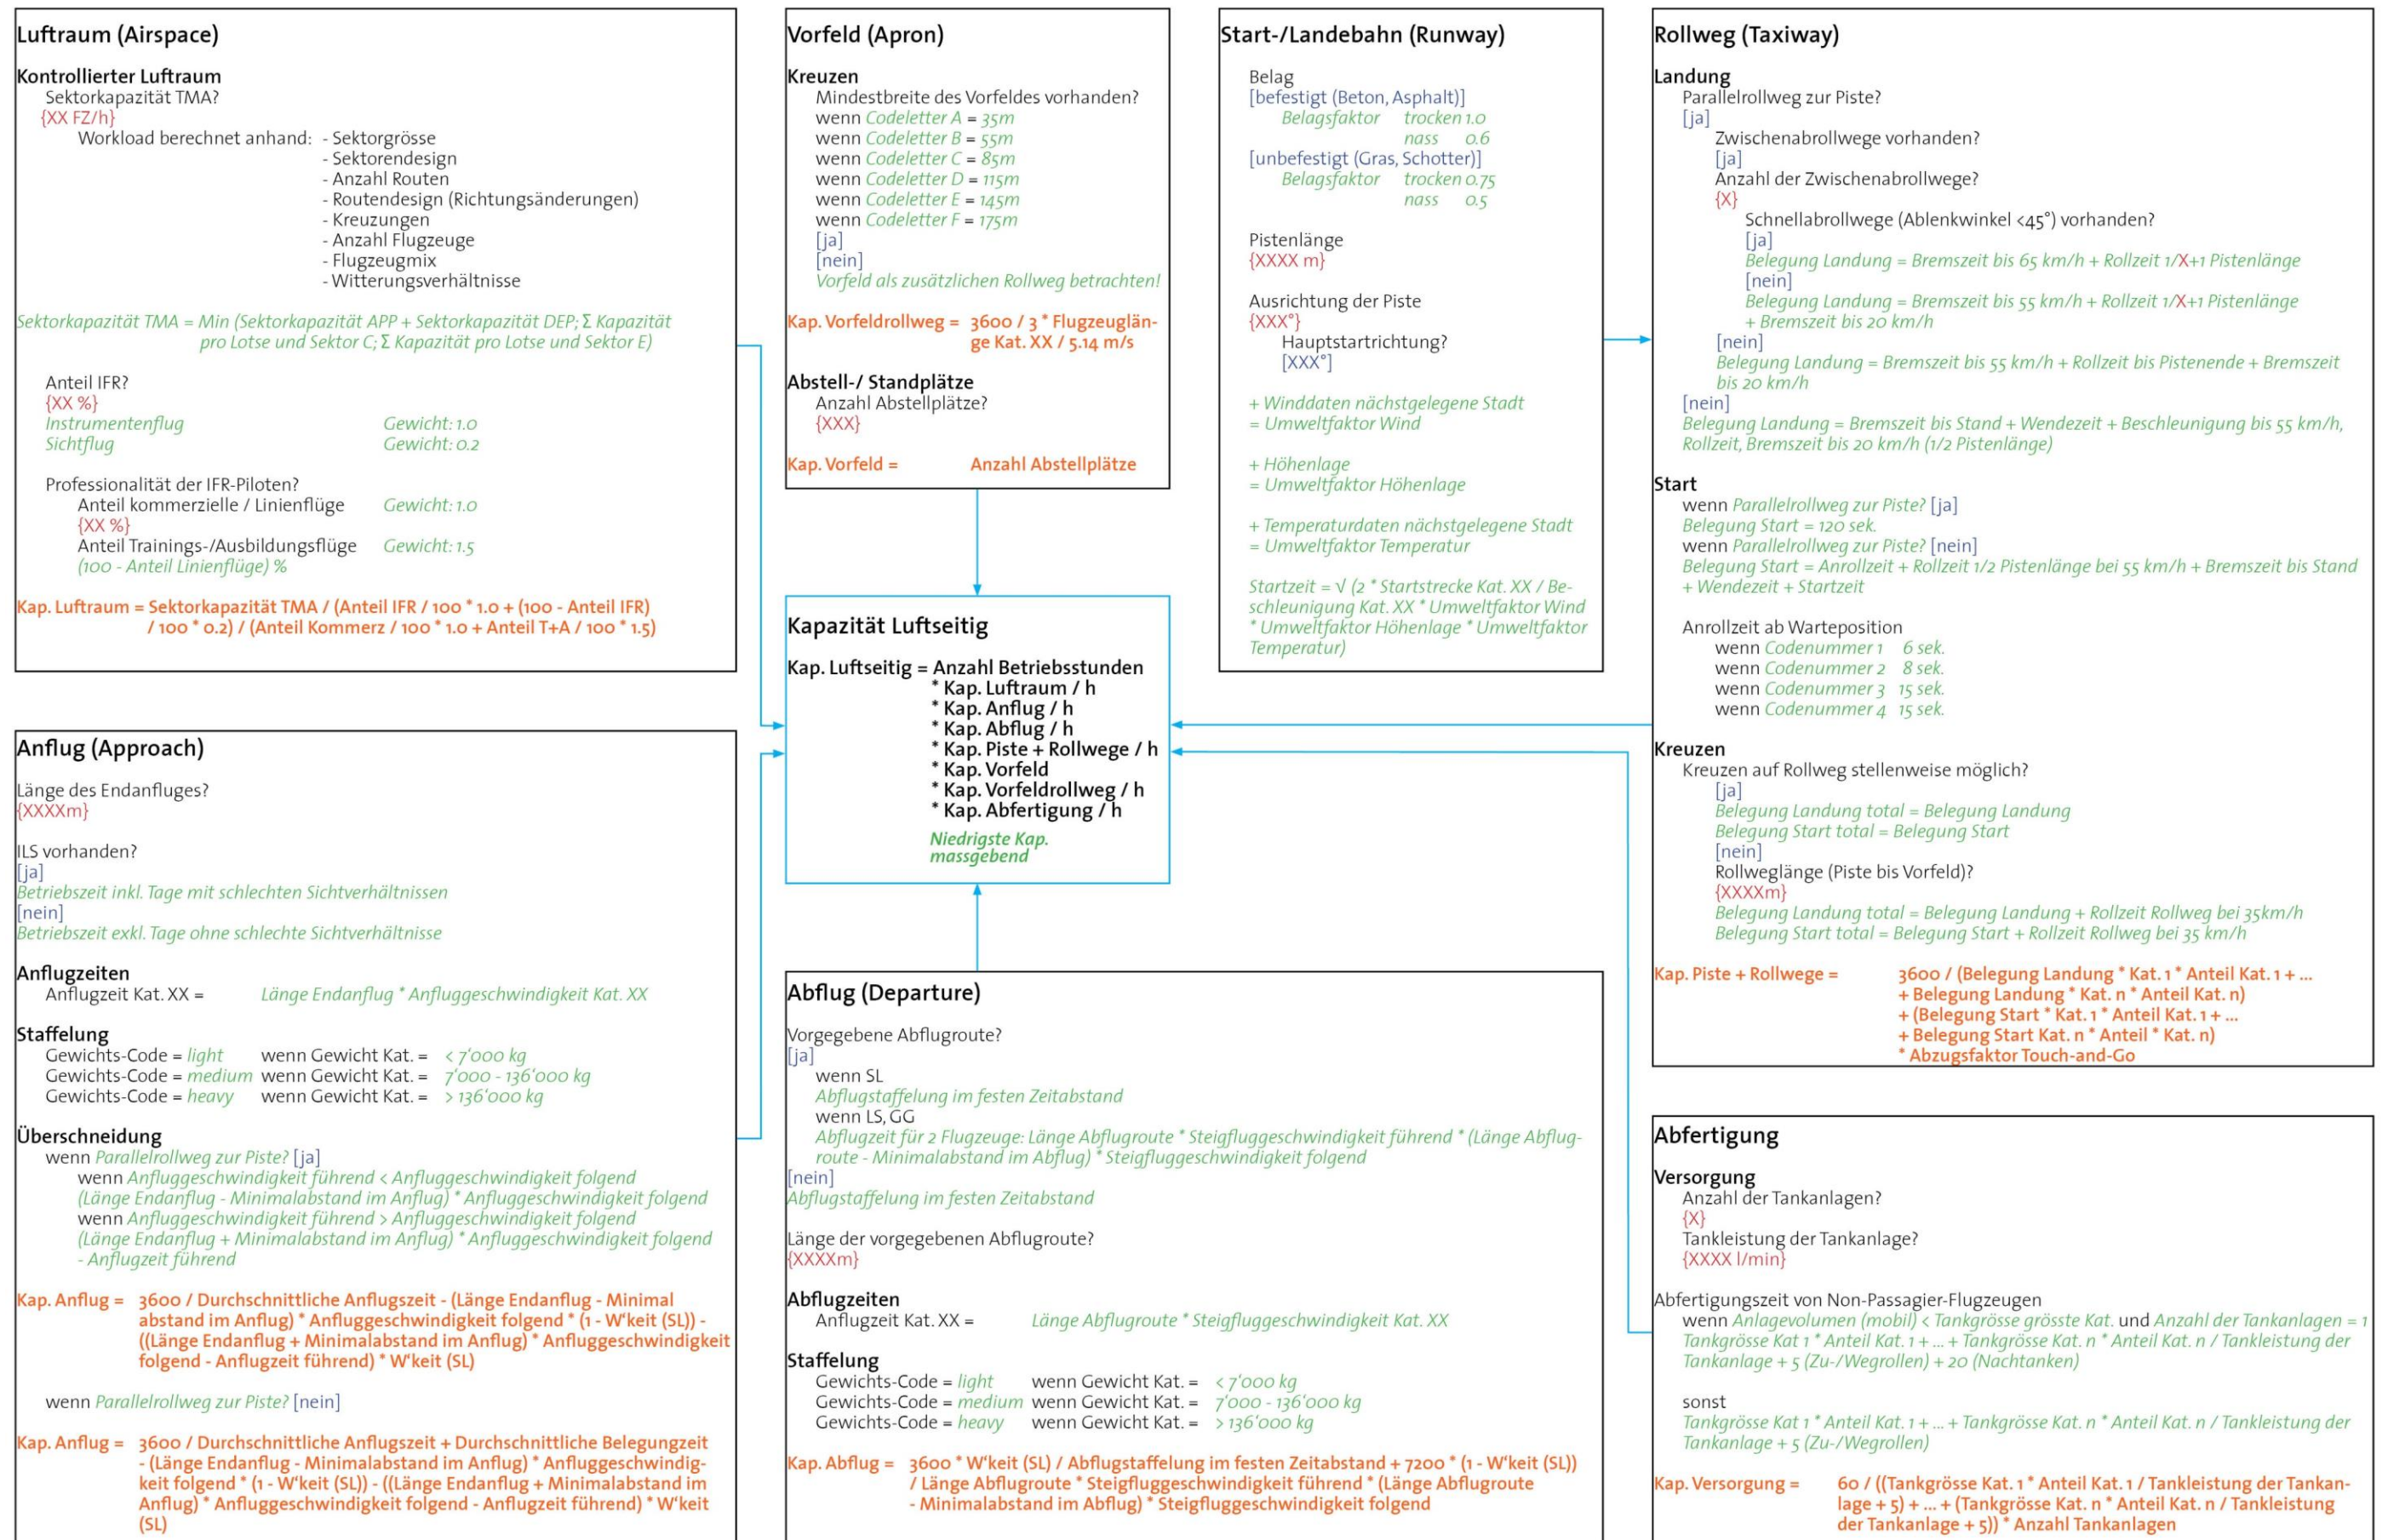 Luftraum (Airspace)
Kontrollierter Luftraum
Sektorkapazität TMA?
{XX FZ/h}
Workload berechnet anhand: - Sektorgrösse
- Sektorendesign
- Anzahl Routen
- Routendesign (Richtungsänderungen)
- Kreuzungen
- Anzahl Flugzeuge
- Flugzeugmix
- Witterungsverhältnisse
Sektorkapazität TMA = Min (Sektorkapazität APP + Sektorkapazität DEP; Σ Kapazität
pro Lotse und Sektor C; Σ Kapazität pro Lotse und Sektor E)
Anteil IFR?
{XX %}
Instrumentenflug Gewicht: 1.0
Sichtflug Gewicht: 0.2
Professionalität der IFR-Piloten?
Anteil kommerzielle / Linienflüge Gewicht: 1.0
{XX %}
Anteil Trainings-/Ausbildungsflüge Gewicht: 1.5
(100 - Anteil Linienflüge) %
Kap. Luftraum = Sektorkapazität TMA / (Anteil IFR / 100 * 1.0 + (100 - Anteil IFR)
/ 100 * 0.2) / (Anteil Kommerz / 100 * 1.0 + Anteil T+A / 100 * 1.5)
Anflug (Approach)
Länge des Endanfluges?
{XXXXm}
ILS vorhanden?
[ja]
Betriebszeit inkl. Tage mit schlechten Sichtverhältnissen
[nein]
Betriebszeit exkl. Tage ohne schlechte Sichtverhältnisse
Anflugzeiten
Anflugzeit Kat. XX = Länge Endanflug * Anfluggeschwindigkeit Kat. XX
Staffelung
Gewichts-Code = light wenn Gewicht Kat. = < 7'000 kg
Gewichts-Code = medium wenn Gewicht Kat. = 7'000 - 136'000 kg
Gewichts-Code = heavy wenn Gewicht Kat. = > 136'000 kg
Überschneidung
wenn Parallelrollweg zur Piste? [ja]
wenn Anfluggeschwindigkeit führend < Anfluggeschwindigkeit folgend
(Länge Endanflug - Minimalabstand im Anflug) * Anfluggeschwindigkeit folgend
wenn Anfluggeschwindigkeit führend > Anfluggeschwindigkeit folgend
(Länge Endanflug + Minimalabstand im Anflug) * Anfluggeschwindigkeit folgend
- Anflugzeit führend
Kap. Anflug = 3600 / Durchschnittliche Anflugszeit - (Länge Endanflug - Minimal
abstand im Anflug) * Anfluggeschwindigkeit folgend * (1 - W'keit (SL)) -
((Länge Endanflug + Minimalabstand im Anflug) * Anfluggeschwindigkeit
folgend - Anflugzeit führend) * W'keit (SL)
wenn Parallelrollweg zur Piste? [nein]
Kap. Anflug = 3600 / Durchschnittliche Anflugszeit + Durchschnittliche Belegungzeit
- (Länge Endanflug - Minimalabstand im Anflug) * Anfluggeschwindig-
keit folgend * (1 - W'keit (SL)) - ((Länge Endanflug + Minimalabstand im
Anflug) * Anfluggeschwindigkeit folgend - Anflugzeit führend) * W'keit
(SL)
Vorfeld (Apron)
Kreuzen
Mindestbreite des Vorfeldes vorhanden?
wenn Codeletter A = 35m
wenn Codeletter B = 55m
wenn Codeletter C = 85m
wenn Codeletter D = 115m
wenn Codeletter E = 145m
wenn Codeletter F = 175m
[ja]
[nein]
Vorfeld als zusätzlichen Rollweg betrachten!
Kap. Vorfeldrollweg = 3600 / 3 * Flugzeuglän-
ge Kat. XX / 5.14 m/s
Abstell-/ Standplätze
Anzahl Abstellplätze?
{XXX}
Kap. Vorfeld = Anzahl Abstellplätze
Kapazität Luftseitig
Kap. Luftseitig = Anzahl Betriebsstunden
* Kap. Luftraum / h
* Kap. Anflug / h
* Kap. Abflug / h
* Kap. Piste + Rollwege / h
* Kap. Vorfeld
* Kap. Vorfeldrollweg / h
* Kap. Abfertigung / h
Niedrigste Kap.
massgebend
Abflug (Departure)
Vorgegebene Abflugroute?
[ja]
wenn SL
Abflugstaffelung im festen Zeitabstand
wenn LS, GG
Abflugzeit für 2 Flugzeuge: Länge Abflugroute * Steigfluggeschwindigkeit führend * (Länge Abflug-
route - Minimalabstand im Abflug) * Steigfluggeschwindigkeit folgend
[nein]
Abflugstaffelung im festen Zeitabstand
Länge der vorgegebenen Abflugroute?
{XXXXm}
Abflugzeiten
Anflugzeit Kat. XX = Länge Abflugroute * Steigfluggeschwindigkeit Kat. XX
Staffelung
Gewichts-Code = light wenn Gewicht Kat. = < 7'000 kg
Gewichts-Code = medium wenn Gewicht Kat. = 7'000 - 136'000 kg
Gewichts-Code = heavy wenn Gewicht Kat. = > 136'000 kg
Kap. Abflug = 3600 * W'keit (SL) / Abflugstaffelung im festen Zeitabstand + 7200 * (1 - W'keit (SL))
/ Länge Abflugroute * Steigfluggeschwindigkeit führend * (Länge Abflugroute
- Minimalabstand im Abflug) * Steigfluggeschwindigkeit folgend
Start-/Landebahn (Runway)
Belag
[befestigt (Beton, Asphalt)]
Belagsfaktor trocken 1.0
nass 0.6
[unbefestigt (Gras, Schotter)]
Belagsfaktor trocken 0.75
nass 0.5
Pistenlänge
{XXXX m}
Ausrichtung der Piste
{XXX°}
Hauptstartrichtung?
[XXX°]
+ Winddaten nächstgelegene Stadt
= Umweltfaktor Wind
+ Höhenlage
= Umweltfaktor Höhenlage
+ Temperaturdaten nächstgelegene Stadt
= Umweltfaktor Temperatur
Startzeit = √ (2 * Startstrecke Kat. XX / Be-
schleunigung Kat. XX * Umweltfaktor Wind
* Umweltfaktor Höhenlage * Umweltfaktor
Temperatur)
Rollweg (Taxiway)
Landung
Parallelrollweg zur Piste?
[ja]
Zwischenabrollwege vorhanden?
[ja]
Anzahl der Zwischenabrollwege?
{X}
Schnellabrollwege (Ablenkwinkel <45°) vorhanden?
[ja]
Belegung Landung = Bremszeit bis 65 km/h + Rollzeit 1/X+1 Pistenlänge
[nein]
Belegung Landung = Bremszeit bis 55 km/h + Rollzeit 1/X+1 Pistenlänge
+ Bremszeit bis 20 km/h
[nein]
Belegung Landung = Bremszeit bis 55 km/h + Rollzeit bis Pistenende + Bremszeit
bis 20 km/h
[nein]
Belegung Landung = Bremszeit bis Stand + Wendezeit + Beschleunigung bis 55 km/h,
Rollzeit, Bremszeit bis 20 km/h (1/2 Pistenlänge)
Start
wenn Parallelrollweg zur Piste? [ja]
Belegung Start = 120 sek.
wenn Parallelrollweg zur Piste? [nein]
Belegung Start = Anrollzeit + Rollzeit 1/2 Pistenlänge bei 55 km/h + Bremszeit bis Stand
+ Wendezeit + Startzeit
Anrollzeit ab Warteposition
wenn Codenummer 1 6 sek.
wenn Codenummer 2 8 sek.
wenn Codenummer 3 15 sek.
wenn Codenummer 4 15 sek.
Kreuzen
Kreuzen auf Rollweg stellenweise möglich?
[ja]
Belegung Landung total = Belegung Landung
Belegung Start total = Belegung Start
[nein]
Rollweglänge (Piste bis Vorfeld)?
{XXXXm}
Belegung Landung total = Belegung Landung + Rollzeit Rollweg bei 35km/h
Belegung Start total = Belegung Start + Rollzeit Rollweg bei 35 km/h
Kap. Piste + Rollwege = 3600 / (Belegung Landung * Kat. 1 * Anteil Kat. 1 + ...
+ Belegung Landung * Kat. n * Anteil Kat. n)
+ (Belegung Start * Kat. 1 * Anteil Kat. 1 + ...
+ Belegung Start Kat. n * Anteil * Kat. n)
* Abzugsfaktor Touch-and-Go
Abfertigung
Versorgung
Anzahl der Tankanlagen?
{X}
Tankleistung der Tankanlage?
{XXXX l/min}
Abfertigungszeit von Non-Passagier-Flugzeugen
wenn Anlagevolumen (mobil) < Tankgrösse grösste Kat. und Anzahl der Tankanlagen = 1
Tankgrösse Kat 1 * Anteil Kat. 1 + ... + Tankgrösse Kat. n * Anteil Kat. n / Tankleistung der
Tankanlage + 5 (Zu-/Wegrollen) + 20 (Nachtanken)
sonst
Tankgrösse Kat 1 * Anteil Kat. 1 + ... + Tankgrösse Kat. n * Anteil Kat. n / Tankleistung der
Tankanlage + 5 (Zu-/Wegrollen)
Kap. Versorgung = 60 / ((Tankgrösse Kat. 1 * Anteil Kat. 1 / Tankleistung der Tankan-
lage + 5) + ... + (Tankgrösse Kat. n * Anteil Kat. n / Tankleistung
der Tankanlage + 5)) * Anzahl Tankanlagen